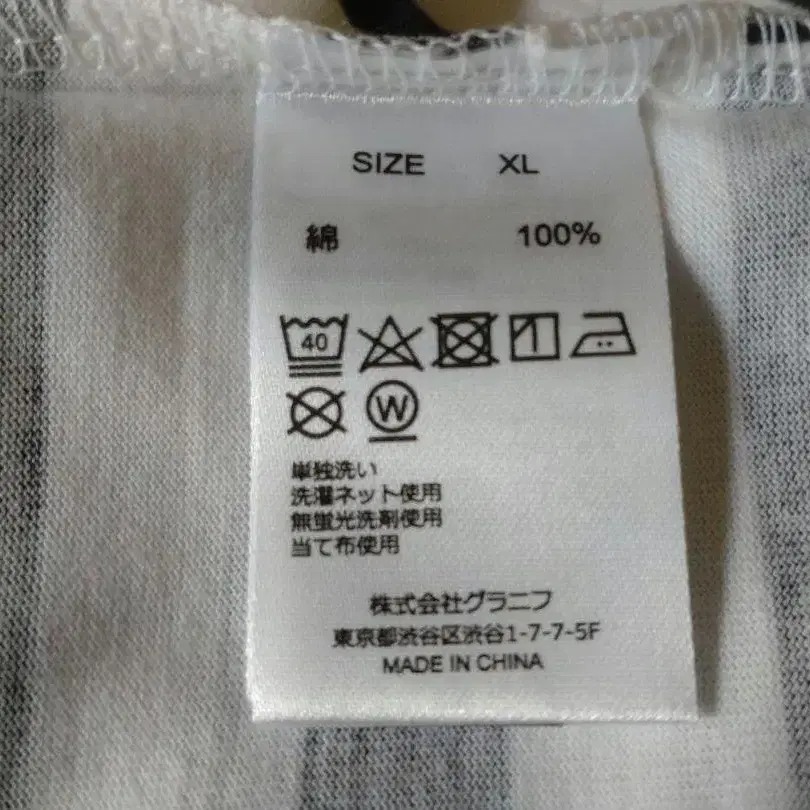 SIZE XL
綿 100%
40
W
単独洗い
洗濯ネット使用
無蛍光洗剤使用
当て布使用
株式会社グラニフ
東京都渋谷区渋谷1-7-7-5F
MADE IN CHINA